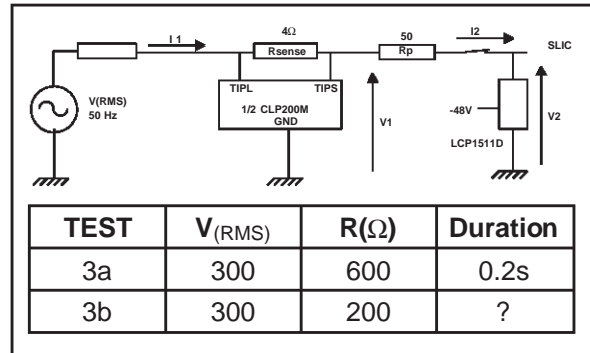 I 1
4Ω
50
I2
Rsense
Rp
SLIC
TIPL
TIPS
V(RMS)
50 Hz
1/2 CLP200M
GND
V1
-48V
V2
LCP1511D
TEST V(RMS) R(Ω) Duration
3a 300 600 0.2s
3b 300 200 ?